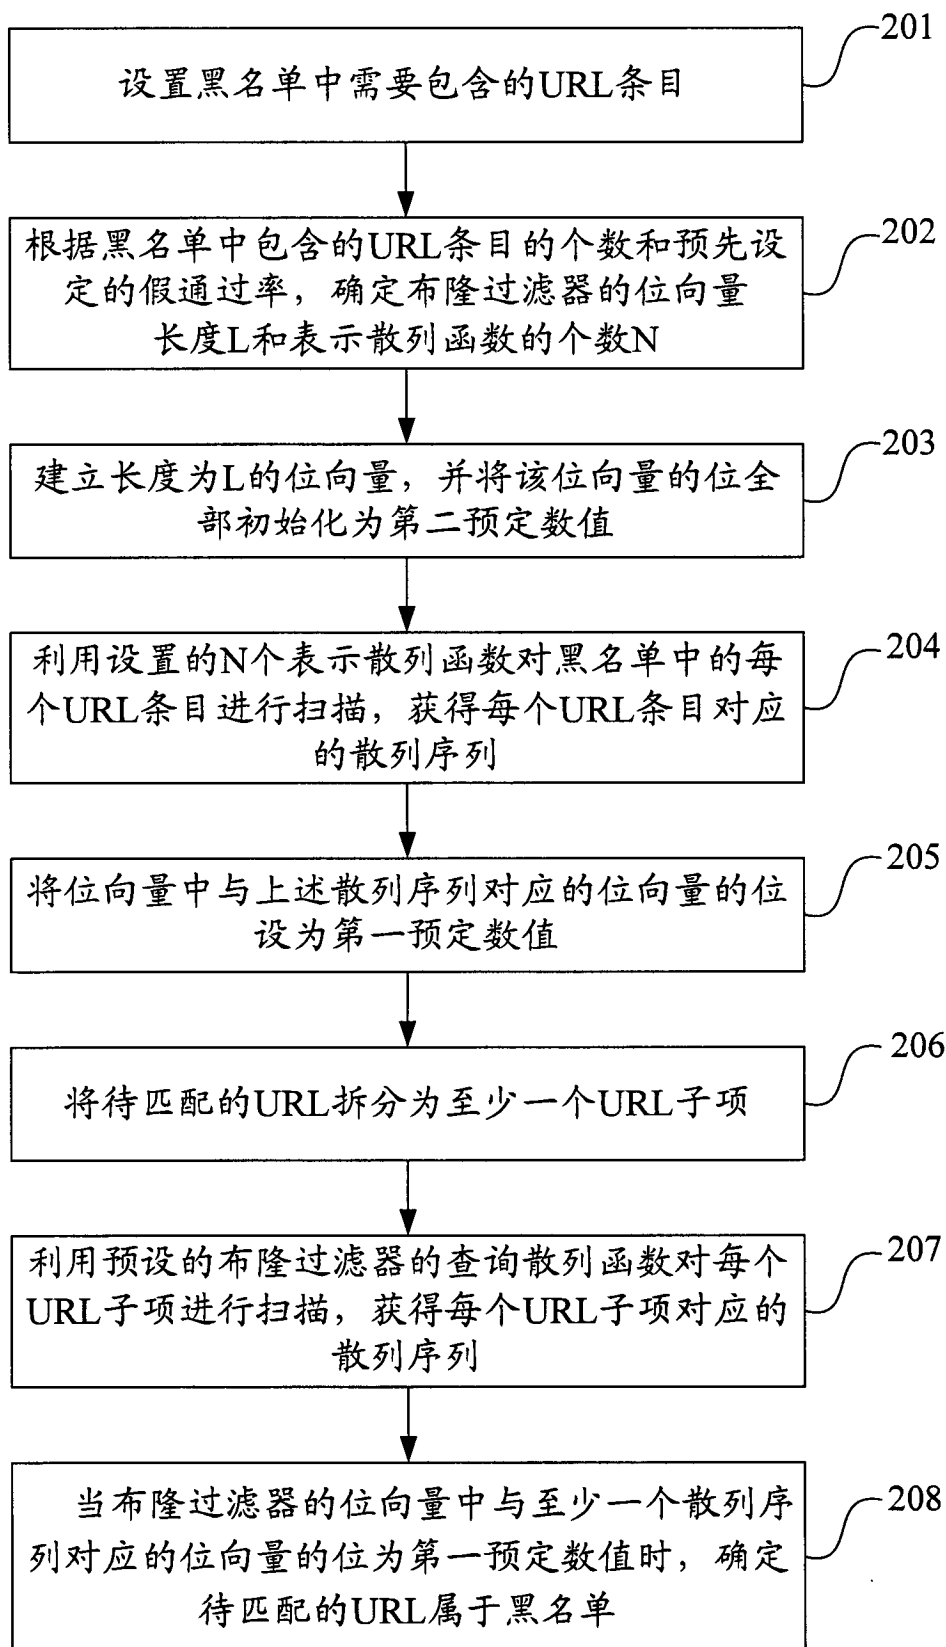 201
设置黑名单中需要包含的URL条目
202
根据黑名单中包含的URL条目的个数和预先设
定的假通过率，确定布隆过滤器的位向量
长度L和表示散列函数的个数N
203
建立长度为L的位向量，并将该位向量的位全
部初始化为第二预定数值
204
利用设置的N个表示散列函数对黑名单中的每
个URL条目进行扫描，获得每个URL条目对应
的散列序列
205
将位向量中与上述散列序列对应的位向量的位
设为第一预定数值
206
将待匹配的URL拆分为至少一个URL子项
207
利用预设的布隆过滤器的查询散列函数对每个
URL子项进行扫描，获得每个URL子项对应的
散列序列
208
当布隆过滤器的位向量中与至少一个散列序
列对应的位向量的位为第一预定数值时，确定
待匹配的URL属于黑名单